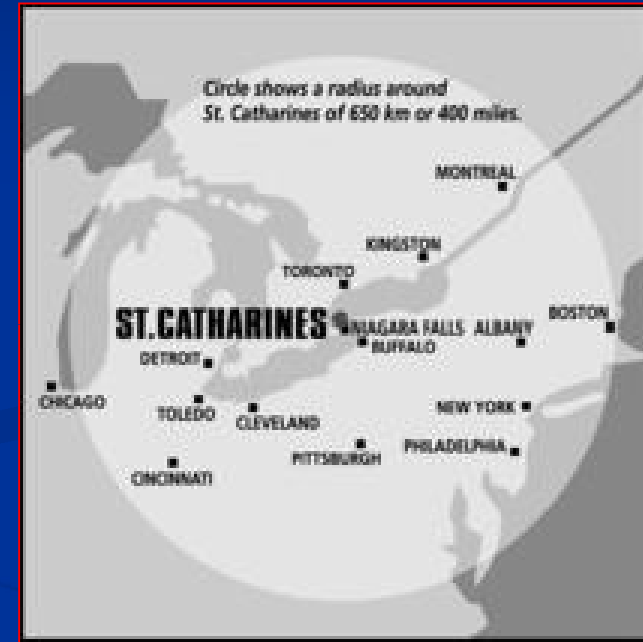 Circle shows a radius around
St. Catharines of 650 km or 400 miles.
MONTREAL
KINGSTON
TORONTO
BOSTON
ST.CATHARINES
NIAGARA FALLS
ALBANY
BUFFALO
DETROIT
CHICAGO
TOLEDO
CLEVELAND
NEW YORK
PITTSBURGH
PHILADELPHIA
CINCINNATI